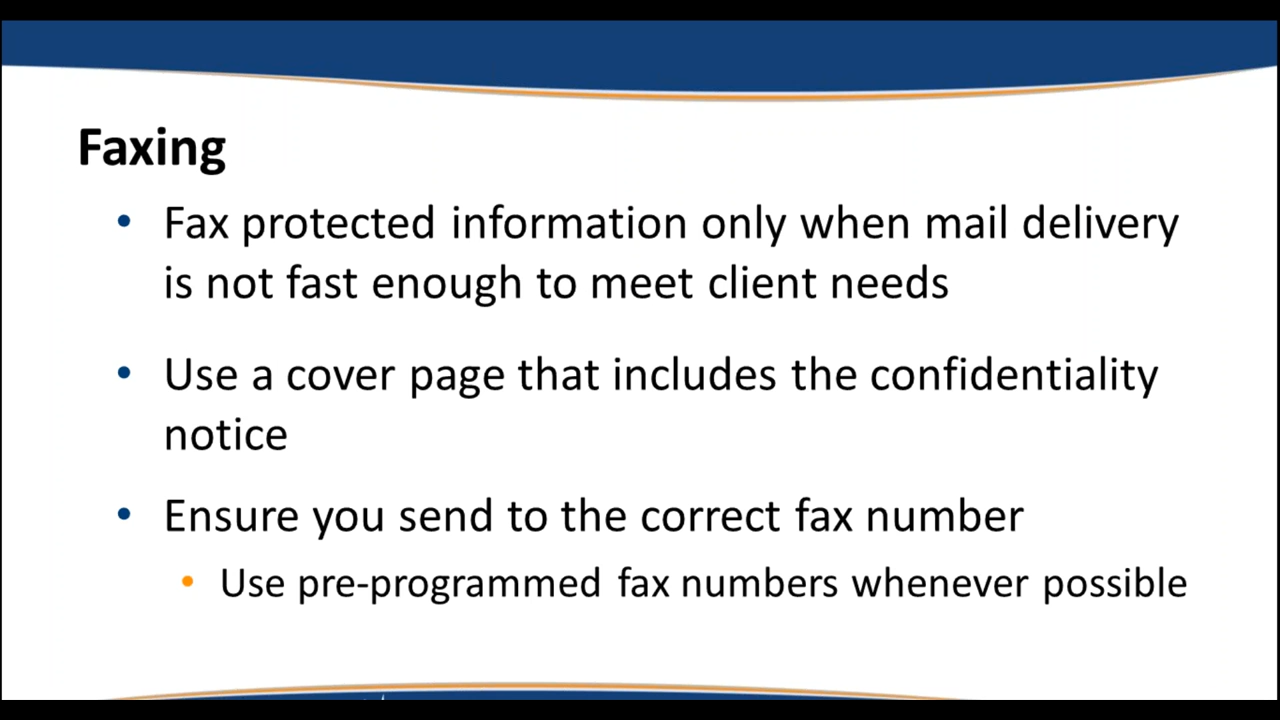 Faxing
• Fax protected information only when mail delivery
is not fast enough to meet client needs
• Use a cover page that includes the confidentiality
notice
• Ensure you send to the correct fax number
• Use pre-programmed fax numbers whenever possible